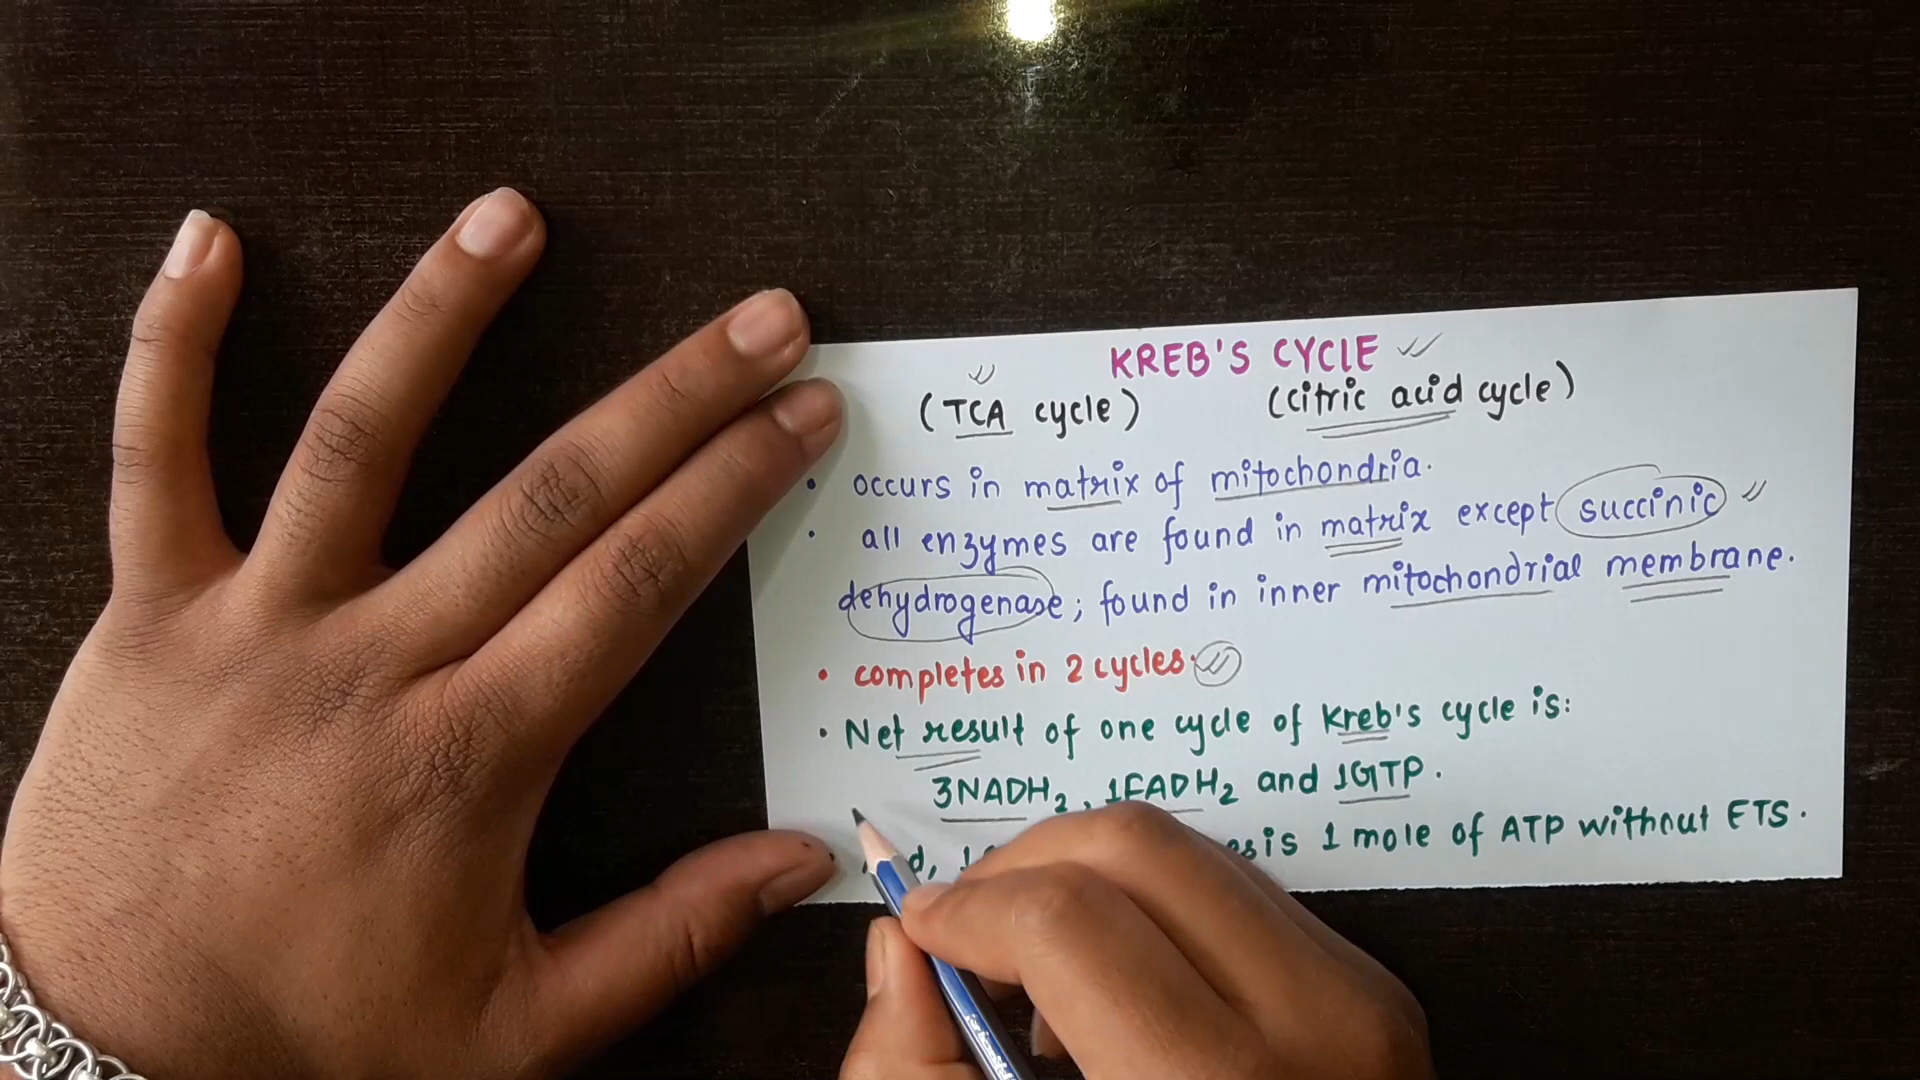 KREB'S CYCLE
(TCA cycle) (citric acid cycle)
• occurs in matrix of mitochondria.
• all enzymes are found in matrix except succinic
dehydrogenase; found in inner mitochondrial membrane.
• completes in 2 cycles.
• Net result of one cycle of Kreb's cycle is:
3NADH2, 1FADH2 and 1GTP.
is 1 mole of ATP without ETS.